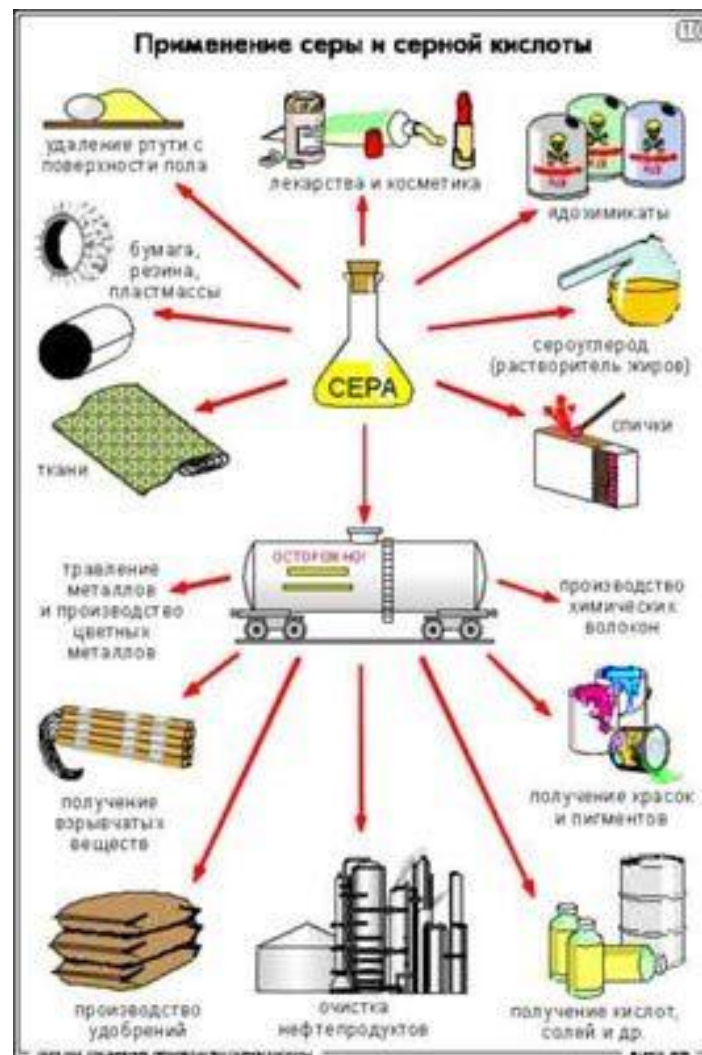 Применение серы и серной кислоты
удаление ртути с
поверхности пола
лекарства и косметика
ядохимикаты
бумага,
резина,
пластмассы
сероуглерод
(растворитель жиров)
СЕРА
спички
ткани
ОСТОРОЖНО!
травление
металлов
и производство
цветных
металлов
производство
химических
волокон
получение
взрывчатых
веществ
получение красок
и пигментов
производство
удобрений
очистка
нефтепродуктов
получение кислот,
солей и др.